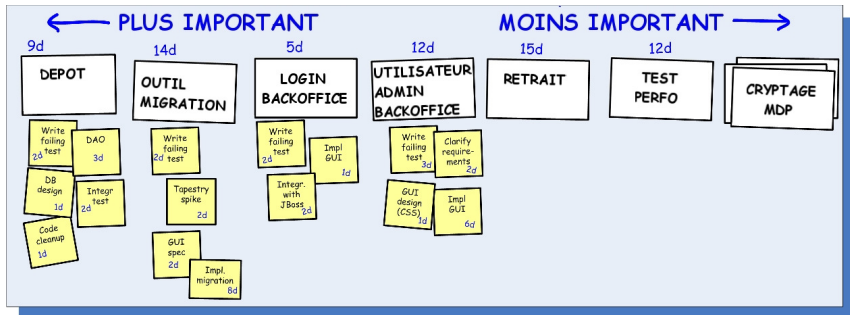 PLUS IMPORTANT
MOINS IMPORTANT
9d
14d
5d
12d
15d
12d
DEPOT
OUTIL
MIGRATION
LOGIN
BACKOFFICE
UTILISATEUR
ADMIN
BACKOFFICE
RETRAIT
TEST
PERFO
CRYPTAGE
MDP
Write
failing
test
2d
DAO
3d
DB
design
1d
Integr
test
2d
Code
cleanup
1d
Write
failing
test
2d
Tapestry
spike
2d
GUI
spec
2d
Impl.
migration
8d
Write
failing
test
2d
Impl
GUI
1d
Integr.
with
JBoss
2d
Write
failing
test
3d
Clarify
require-
ments
2d
GUI
design
(CSS)
1d
Impl
GUI
6d